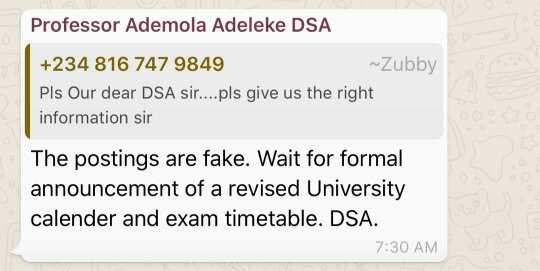 Professor Ademola Adeleke DSA
+234 816 747 9849 ~Zubby
Pls Our dear DSA sir....pls give us the right
information sir
The postings are fake. Wait for formal
announcement of a revised University
calender and exam timetable. DSA.
7:30 AM